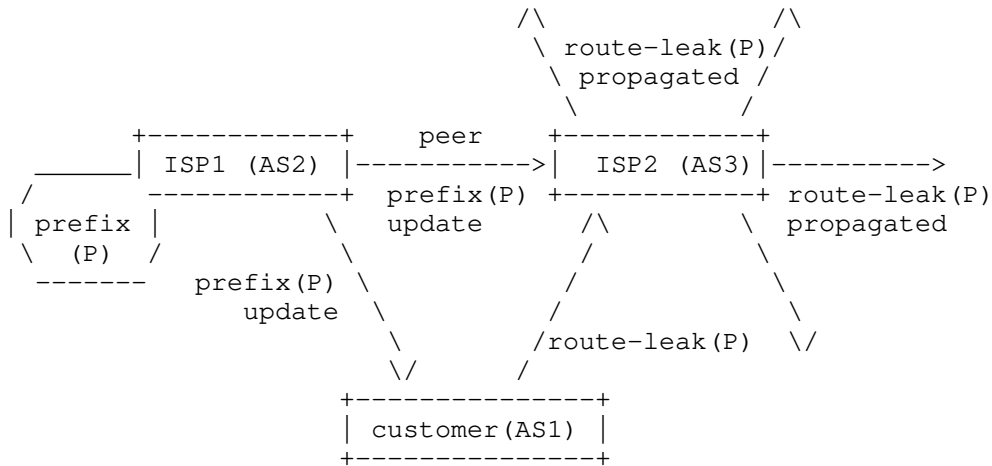 route-leak(P)
propagated
peer
ISP1 (AS2)
ISP2 (AS3)
prefix(P)
update
route-leak(P)
propagated
prefix
(P)
prefix(P)
update
route-leak(P)
customer(AS1)